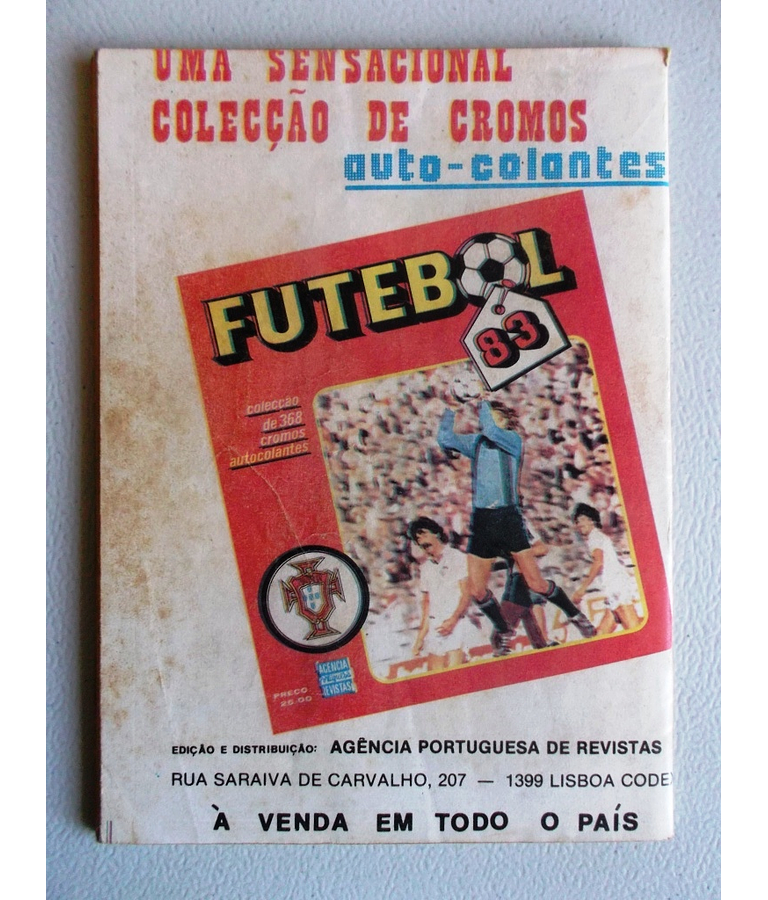 UMA SENSACIONAL
COLECÇÃO DE CROMOS
auto-colantes
FUTEBOL
83
colecção
de 368
cromos
autocolantes
AGÊNCIA
REVISTAS
PREÇO
25.00
EDIÇÃO E DISTRIBUIÇÃO: AGÊNCIA PORTUGUESA DE REVISTAS
RUA SARAIVA DE CARVALHO, 207 — 1399 LISBOA CODEX
À VENDA EM TODO O PAÍS